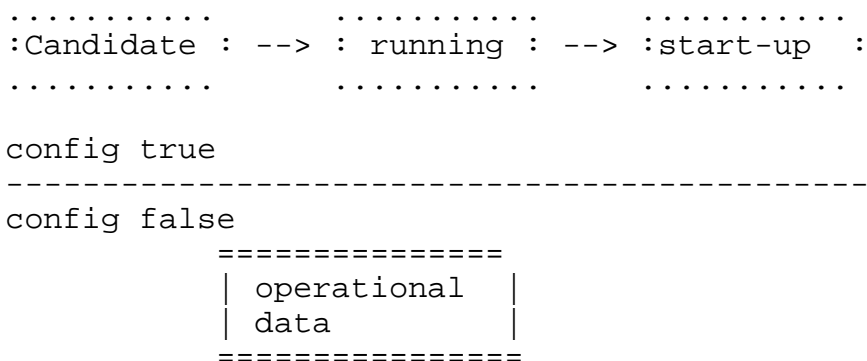 ...........      ...........     ...........
:Candidate : --> : running : --> :start-up  :
...........      ...........     ...........
config true
---------------------------------------------
config false
===============
| operational  |
| data         |
================